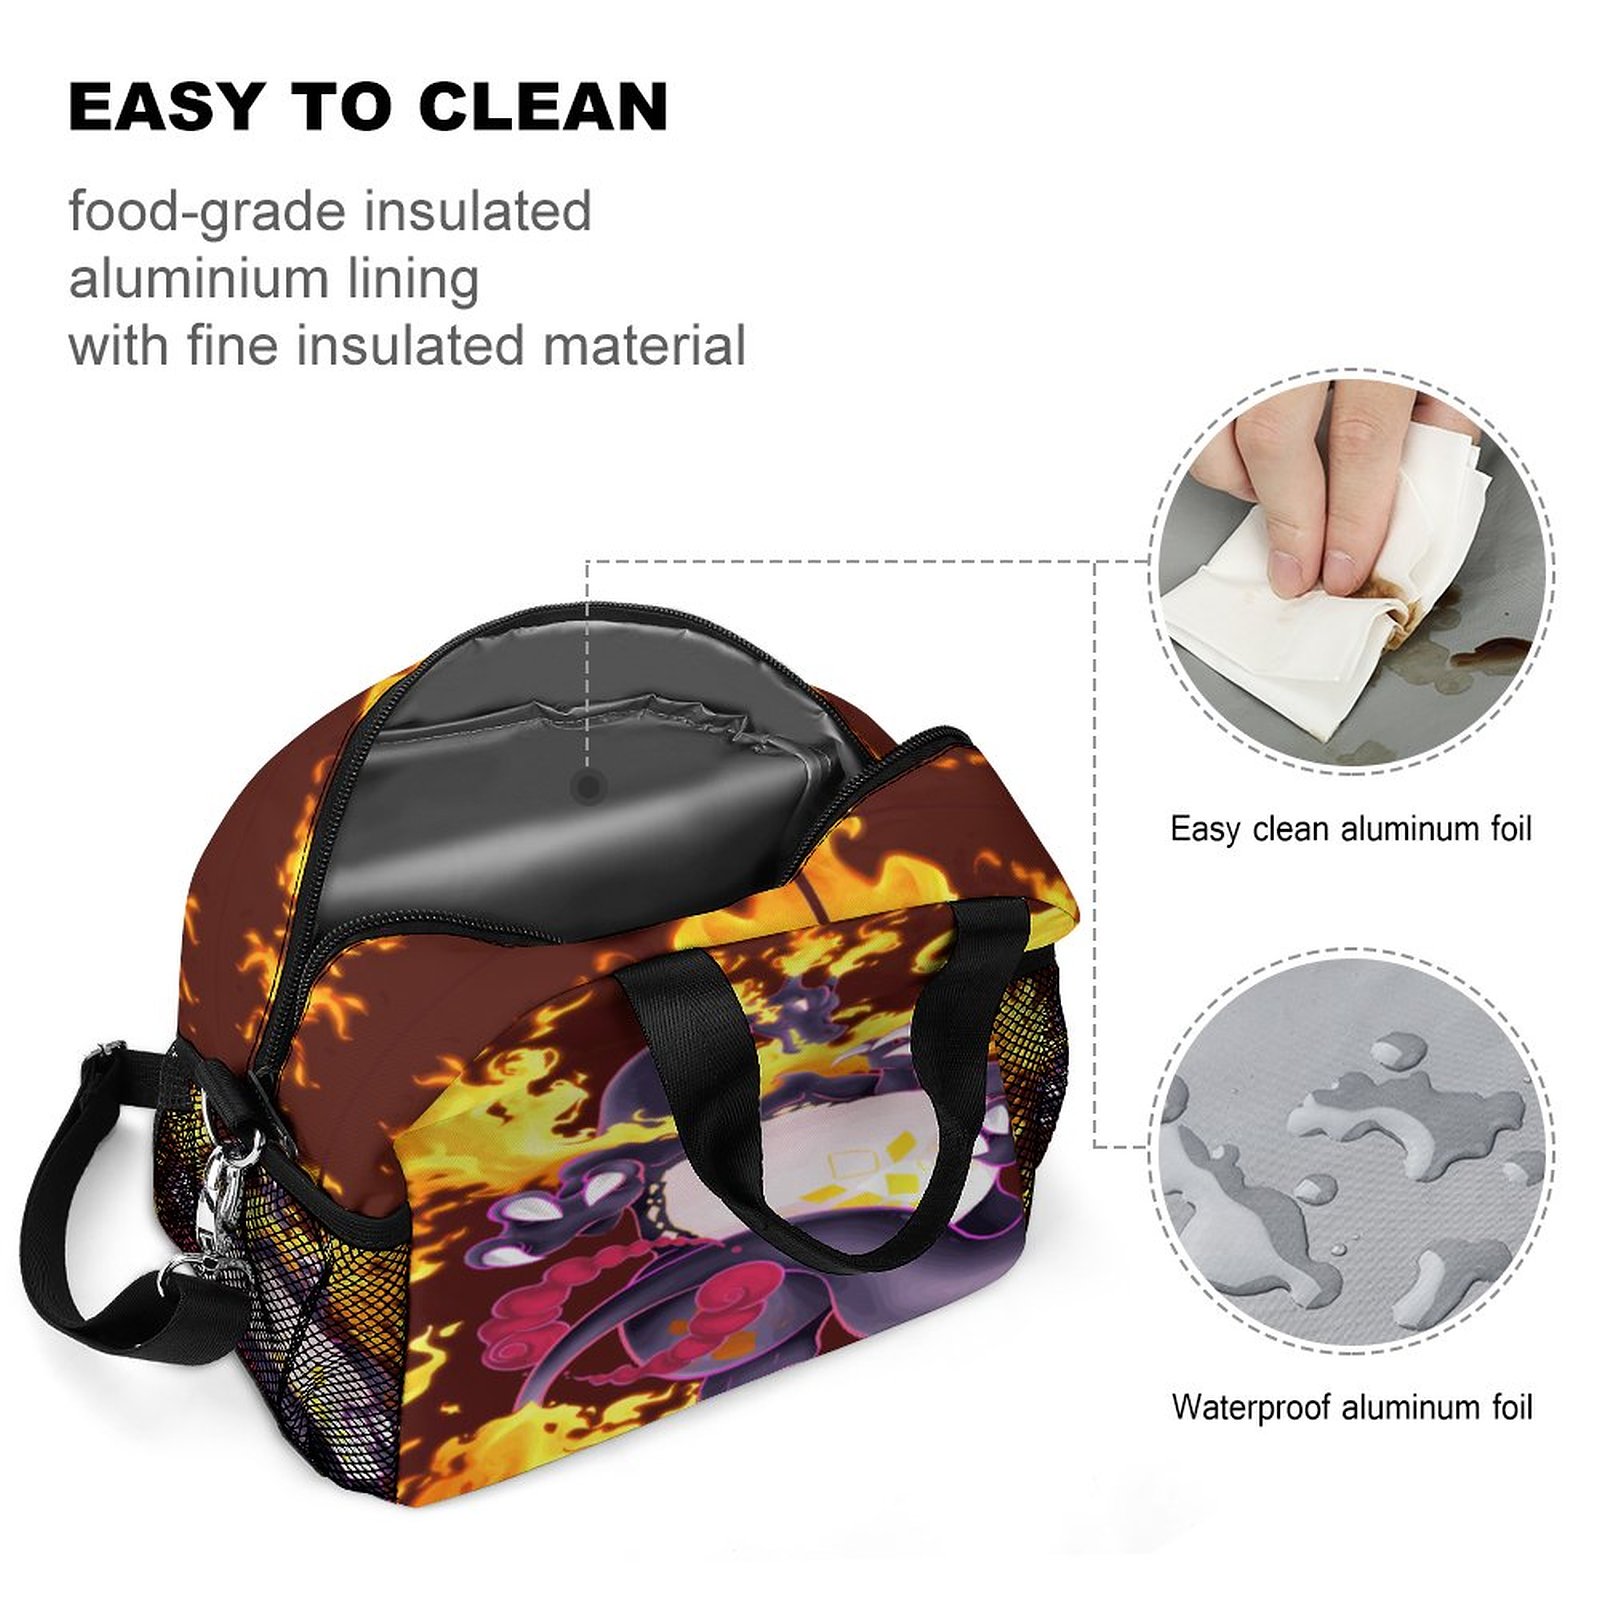 EASY TO CLEAN
food-grade insulated
aluminium lining
with fine insulated material
Easy clean aluminum foil
Waterproof aluminum foil